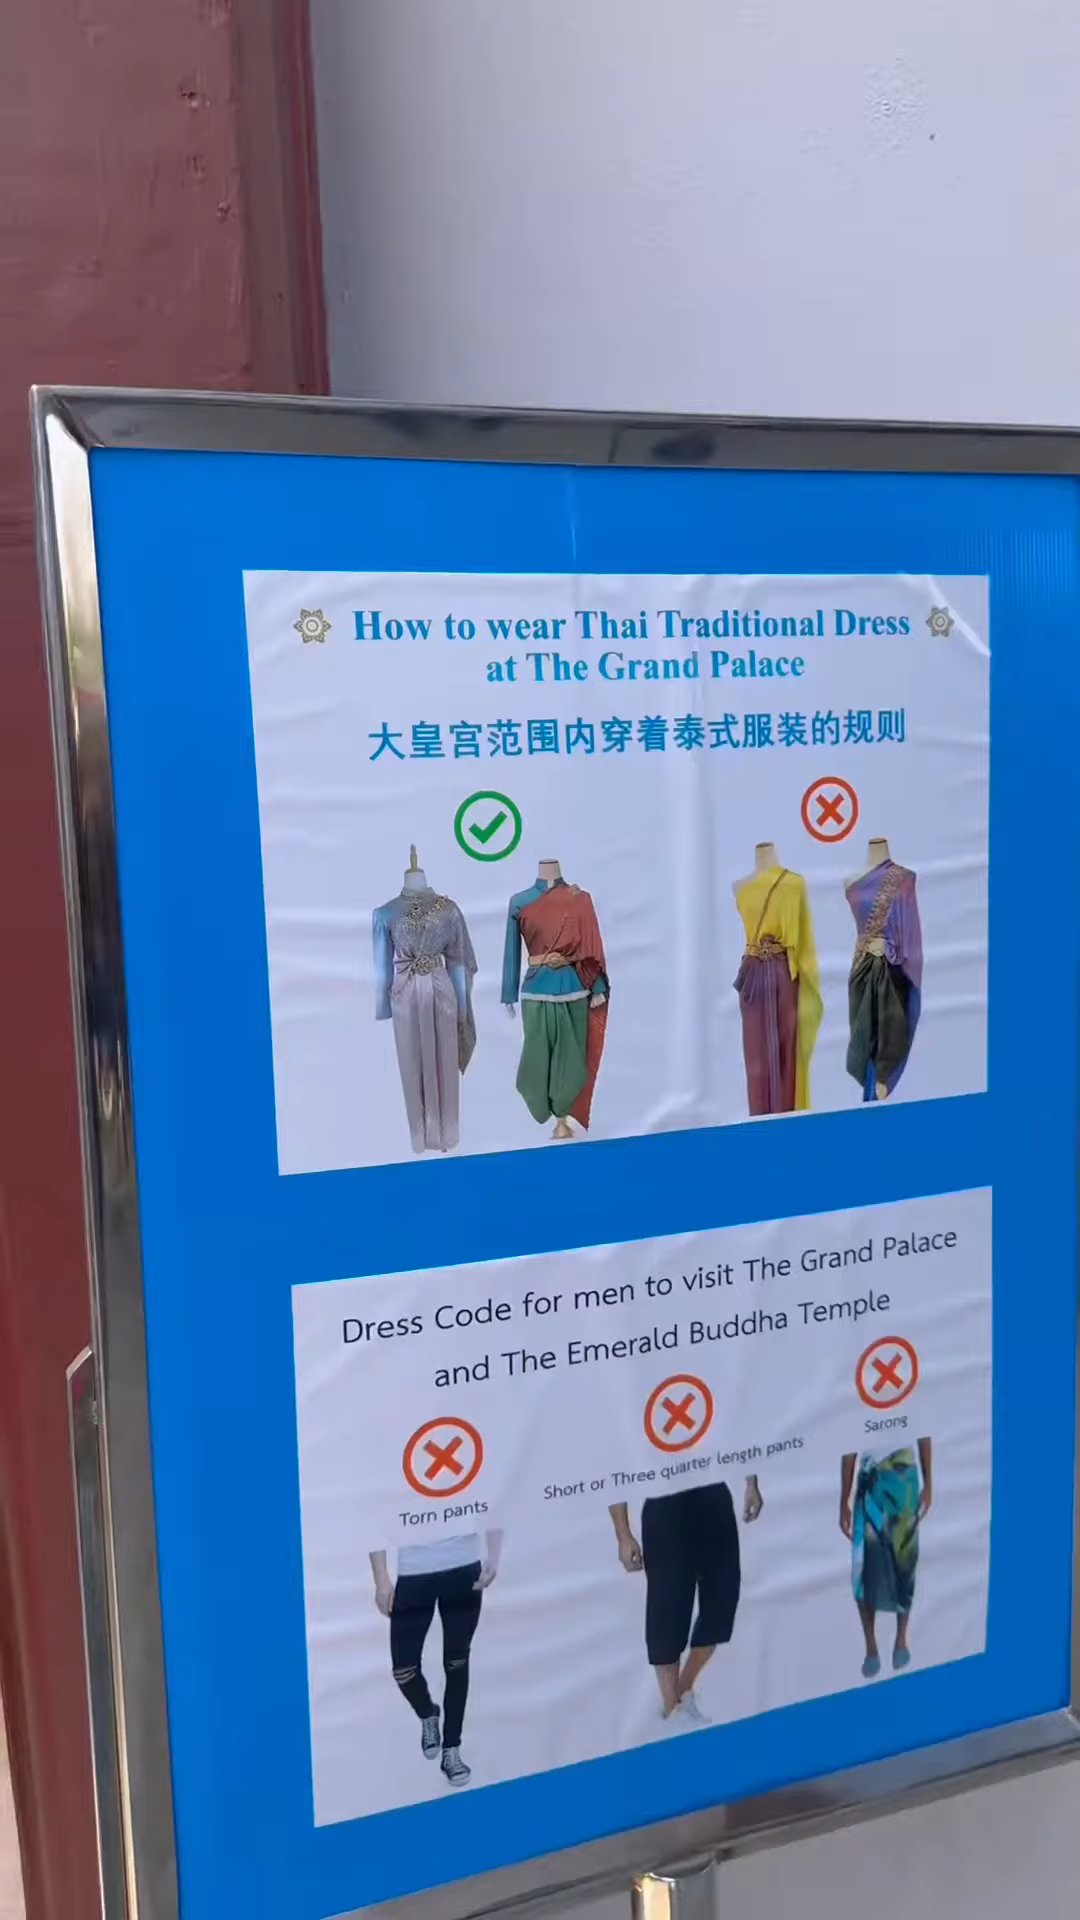 How to wear Thai Traditional Dress
at The Grand Palace
大皇宫范围内穿着泰式服装的规则
Dress Code for men to visit The Grand Palace
and The Emerald Buddha Temple
Torn pants
Short or Three quarter length pants
Sarong